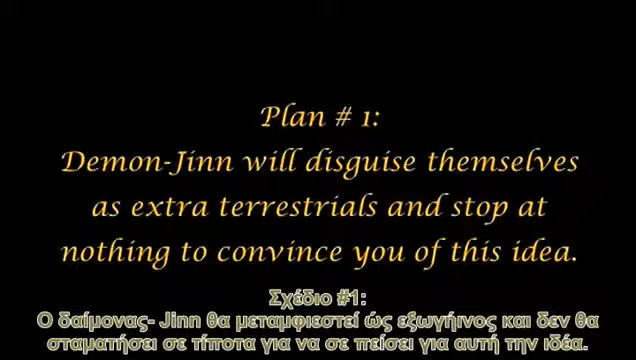 Plan # 1:
Demon-Jinn will disguise themselves
as extra terrestrials and stop at
nothing to convince you of this idea.
Σχέδιο #1:
Ο δαίμονας- Jinn θα μεταμφιεστεί ώς εξωγήινος και δεν θα
σταματήσει σε τίποτα για να σε πείσει για αυτή την ιδέα.